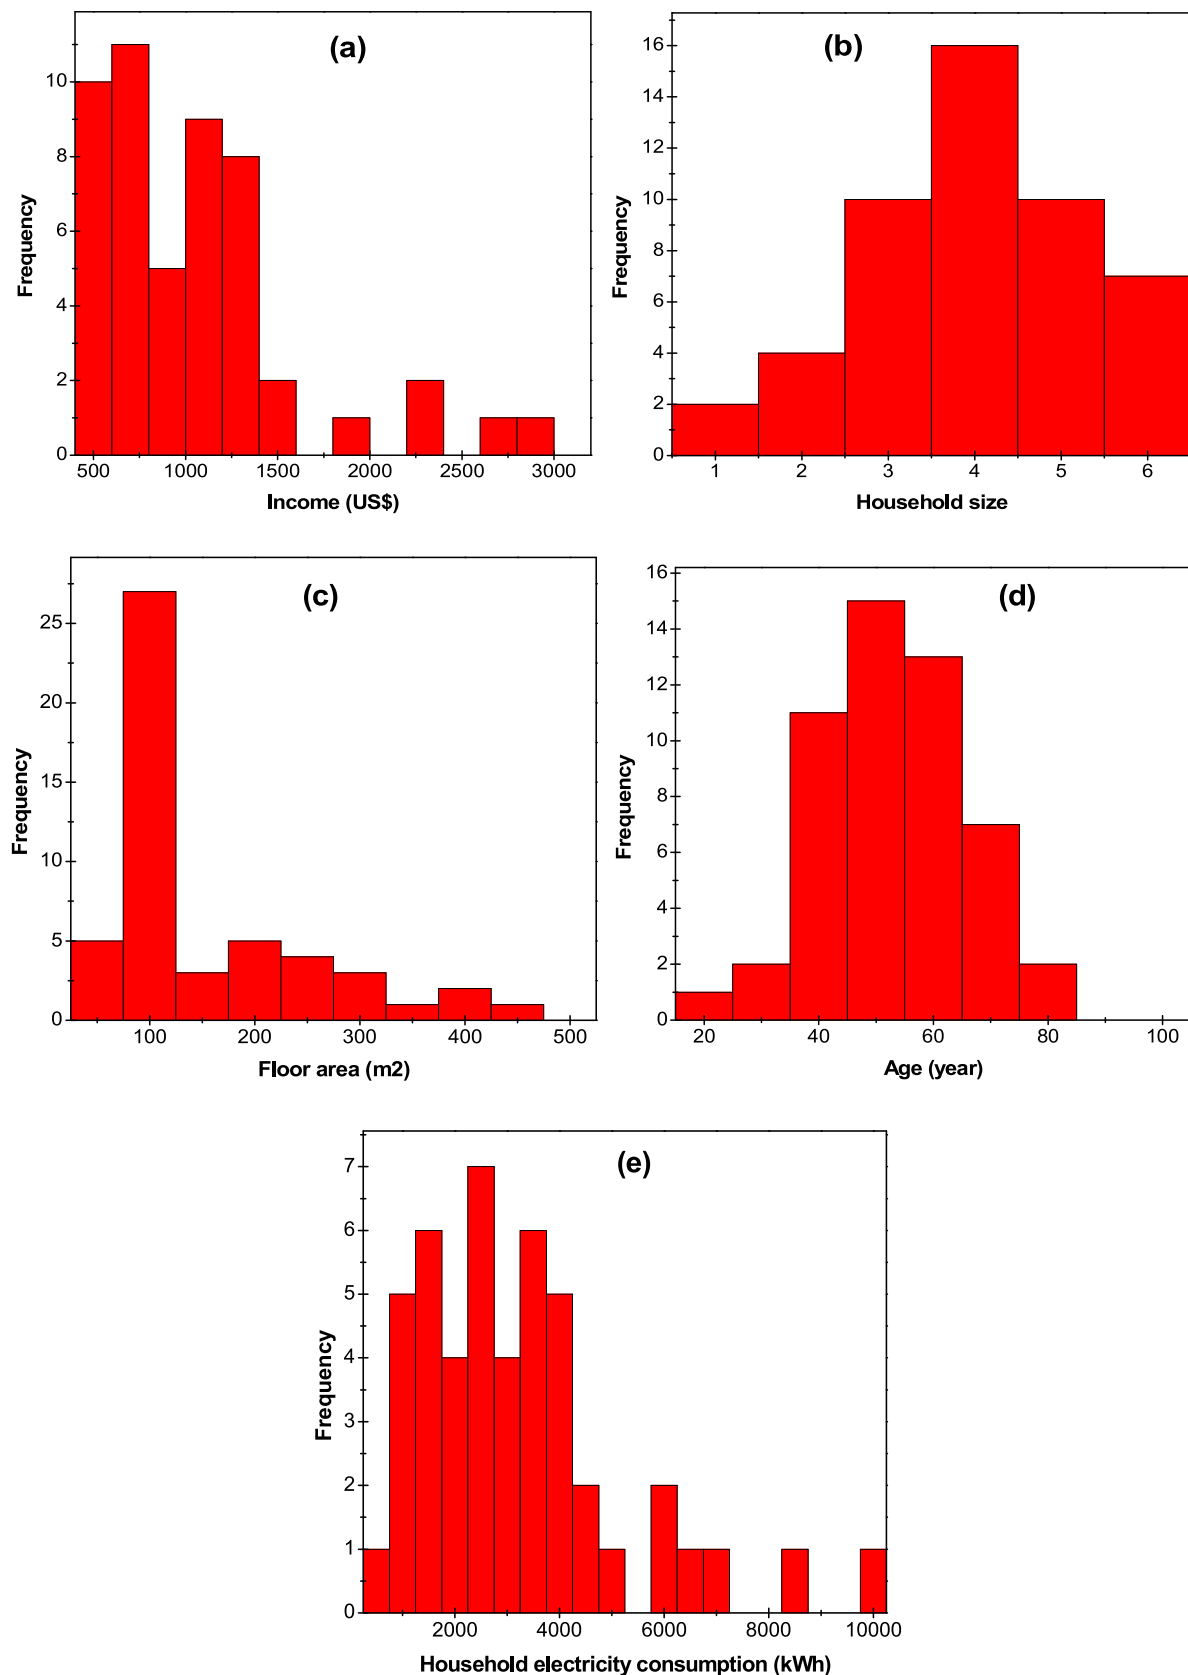 (a)
10
8
6
4
2
0
Frequency
500 1000 1500 2000 2500 3000
Income (US$)
(b)
16
14
12
10
8
6
4
2
0
Frequency
1 2 3 4 5 6
Household size
(c)
25
20
15
10
5
0
Frequency
100 200 300 400 500
Floor area (m2)
(d)
16
14
12
10
8
6
4
2
0
Frequency
20 40 60 80 100
Age (year)
(e)
7
6
5
4
3
2
1
0
Frequency
2000 4000 6000 8000 10000
Household electricity consumption (kWh)